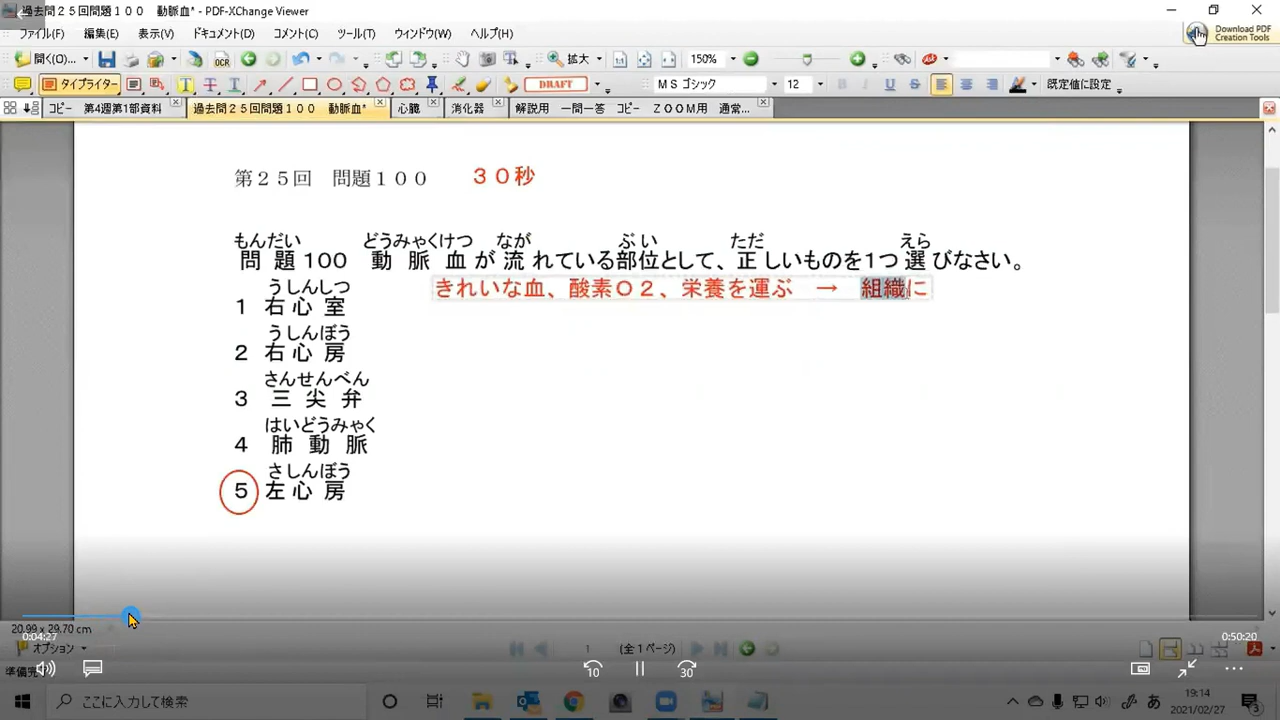 過去問２５回問題１００　動脈血* - PDF-XChange Viewer
ファイル(F)　編集(E)　表示(V)　ドキュメント(D)　コメント(C)　ツール(T)　ウィンドウ(W)　ヘルプ(H)
Download PDF
Creation Tools
開く(O)...　OCR　拡大　150%
タイプライター　DRAFT　ＭＳ ゴシック　12　B　I　U　既定値に設定
コピー　第４週第１部資料　過去問２５回問題１００　動脈血*　心臓　消化器　解説用　一問一答　コピー　ＺＯＯＭ用　通常...
第２５回　問題１００　３０秒
もんだい　どうみゃくけつ　なが　ぶい　ただ　えら
問題100　動脈血が流れている部位として、正しいものを1つ選びなさい。
きれいな血、酸素Ｏ２、栄養を運ぶ　→　組織に
うしんしつ
1　右心室
うしんぼう
2　右心房
さんせんべん
3　三尖弁
はいどうみゃく
4　肺動脈
さしんぼう
5　左心房
20.99 x 29.70 cm
0:04:27　0:50:20
オプション　1　(全１ページ)
準備完
10　30
ここに入力して検索　あ　19:14
2021/02/27　3